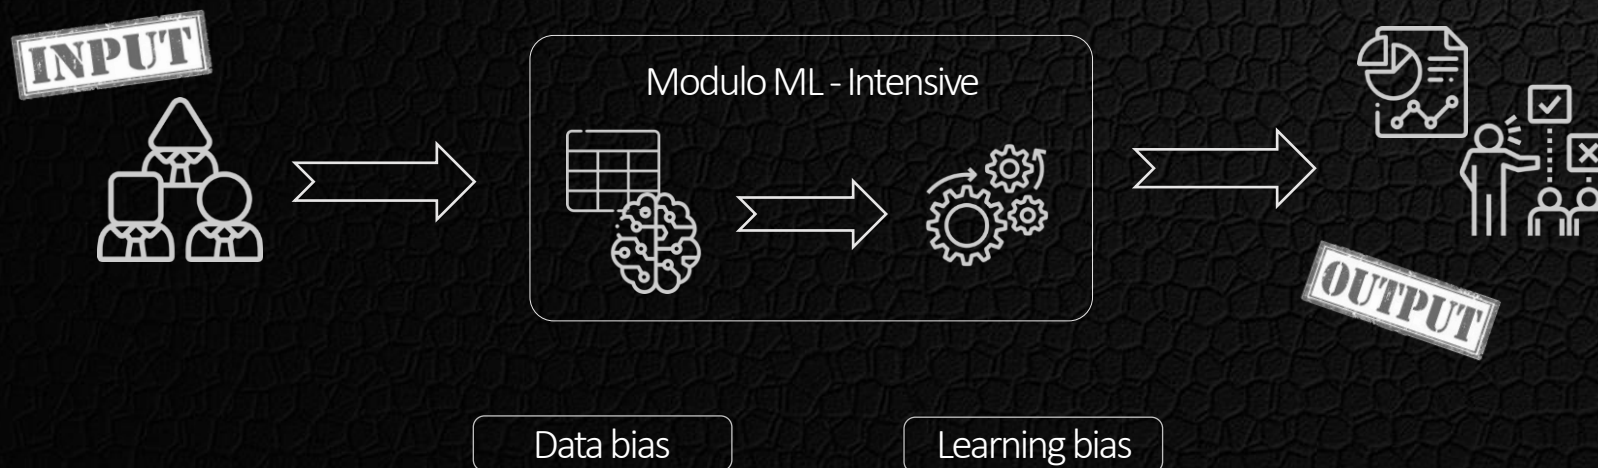 INPUT
Modulo ML - Intensive
OUTPUT
Data bias
Learning bias